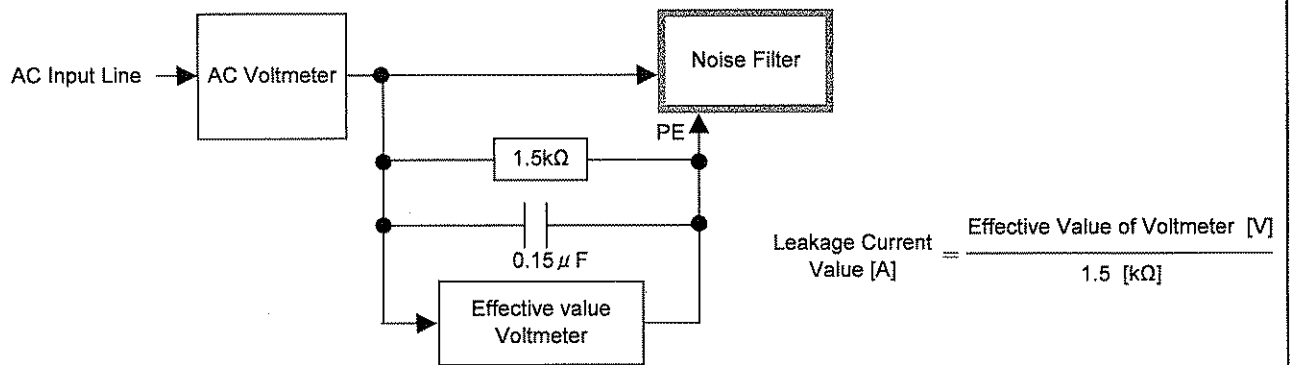 AC Input Line
AC Voltmeter
Noise Filter
PE
1.5kΩ
0.15μF
Effective value
Voltmeter
Leakage Current
Value [A]
=
Effective Value of Voltmeter [V]
1.5 [kΩ]